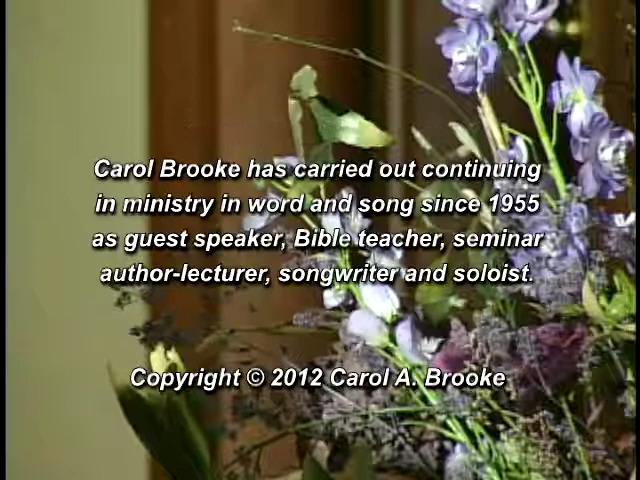 Carol Brooke has carried out continuing
in ministry in word and song since 1955
as guest speaker, Bible teacher, seminar
author-lecturer, songwriter and soloist.
Copyright © 2012 Carol A. Brooke